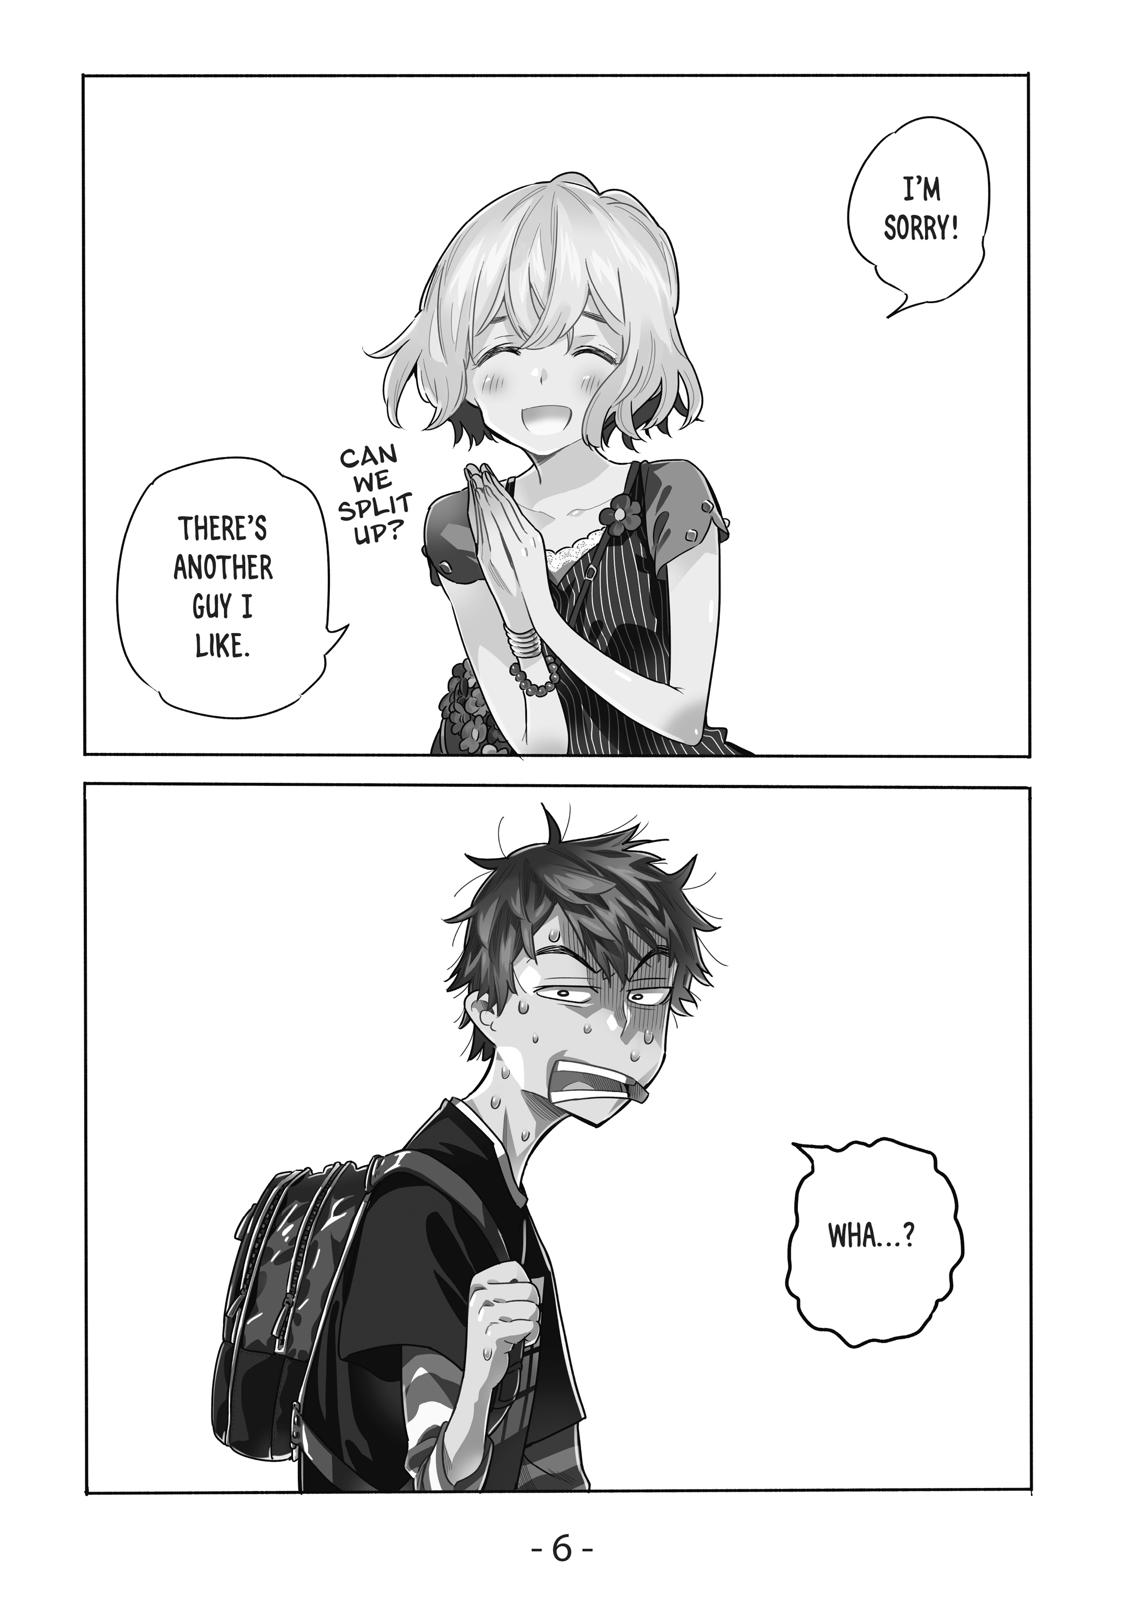 I'M
SORRY!
THERE'S
ANOTHER
GUY I
LIKE.
CAN
WE
SPLIT
UP?
WHA...?
- 6 -